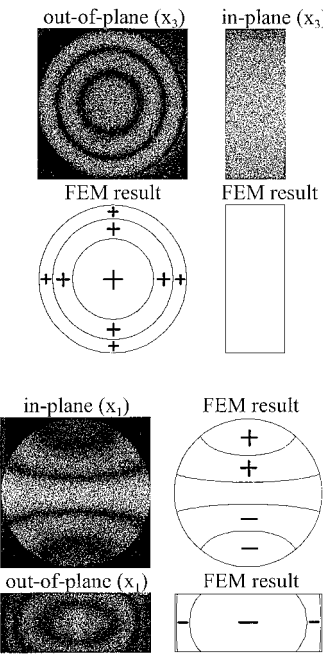 out-of-plane (x3) in-plane (x3)
FEM result FEM result
+
+
+ + + + +
+
+
in-plane (x1) FEM result
+
+
−
−
out-of-plane (x1) FEM result
− − −